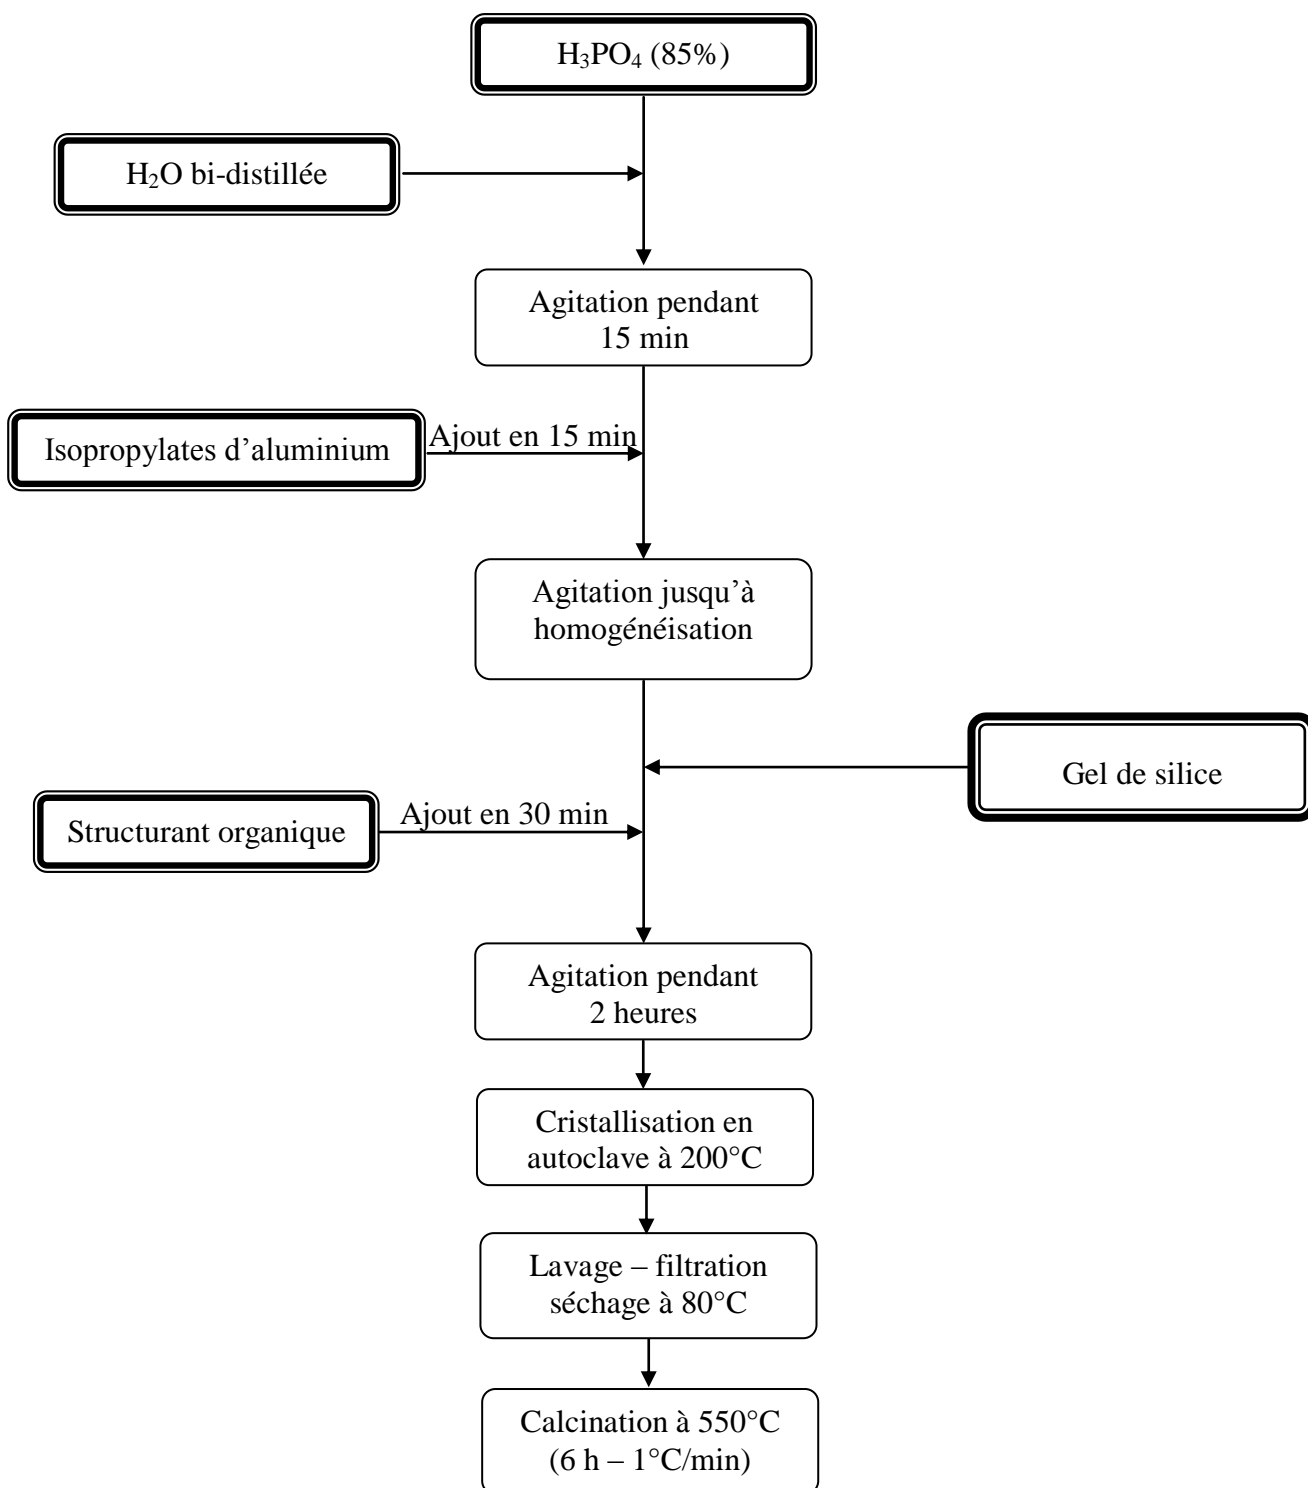 H₃PO₄ (85%)
H₂O bi-distillée
Agitation pendant
15 min
Isopropylates d’aluminium
Ajout en 15 min
Agitation jusqu’à
homogénéisation
Gel de silice
Structurant organique
Ajout en 30 min
Agitation pendant
2 heures
Cristallisation en
autoclave à 200°C
Lavage – filtration
séchage à 80°C
Calcination à 550°C
(6 h – 1°C/min)